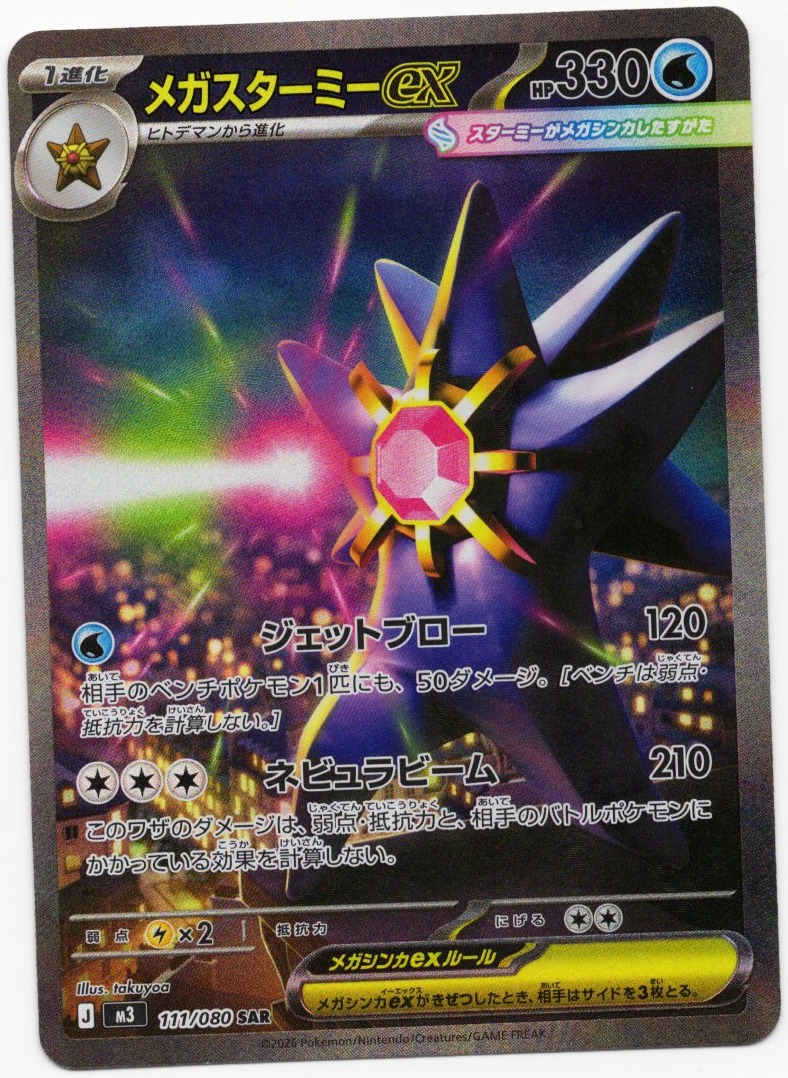 1進化
メガスターミーex
HP330
ヒトデマンから進化
スターミーがメガシンカしたすがた
ジェットブロー 120
相手のベンチポケモン1匹にも、50ダメージ。[ベンチは弱点・
抵抗力を計算しない。]
ネビュラビーム 210
このワザのダメージは、弱点・抵抗力と、相手のバトルポケモンに
かかっている効果を計算しない。
弱点 ×2 抵抗力 にげる
メガシンカexルール
メガシンカexがきぜつしたとき、相手はサイドを3枚とる。
Illus. takuyoa
J M3 111/080 SAR
©2026 Pokémon/Nintendo/Creatures/GAME FREAK